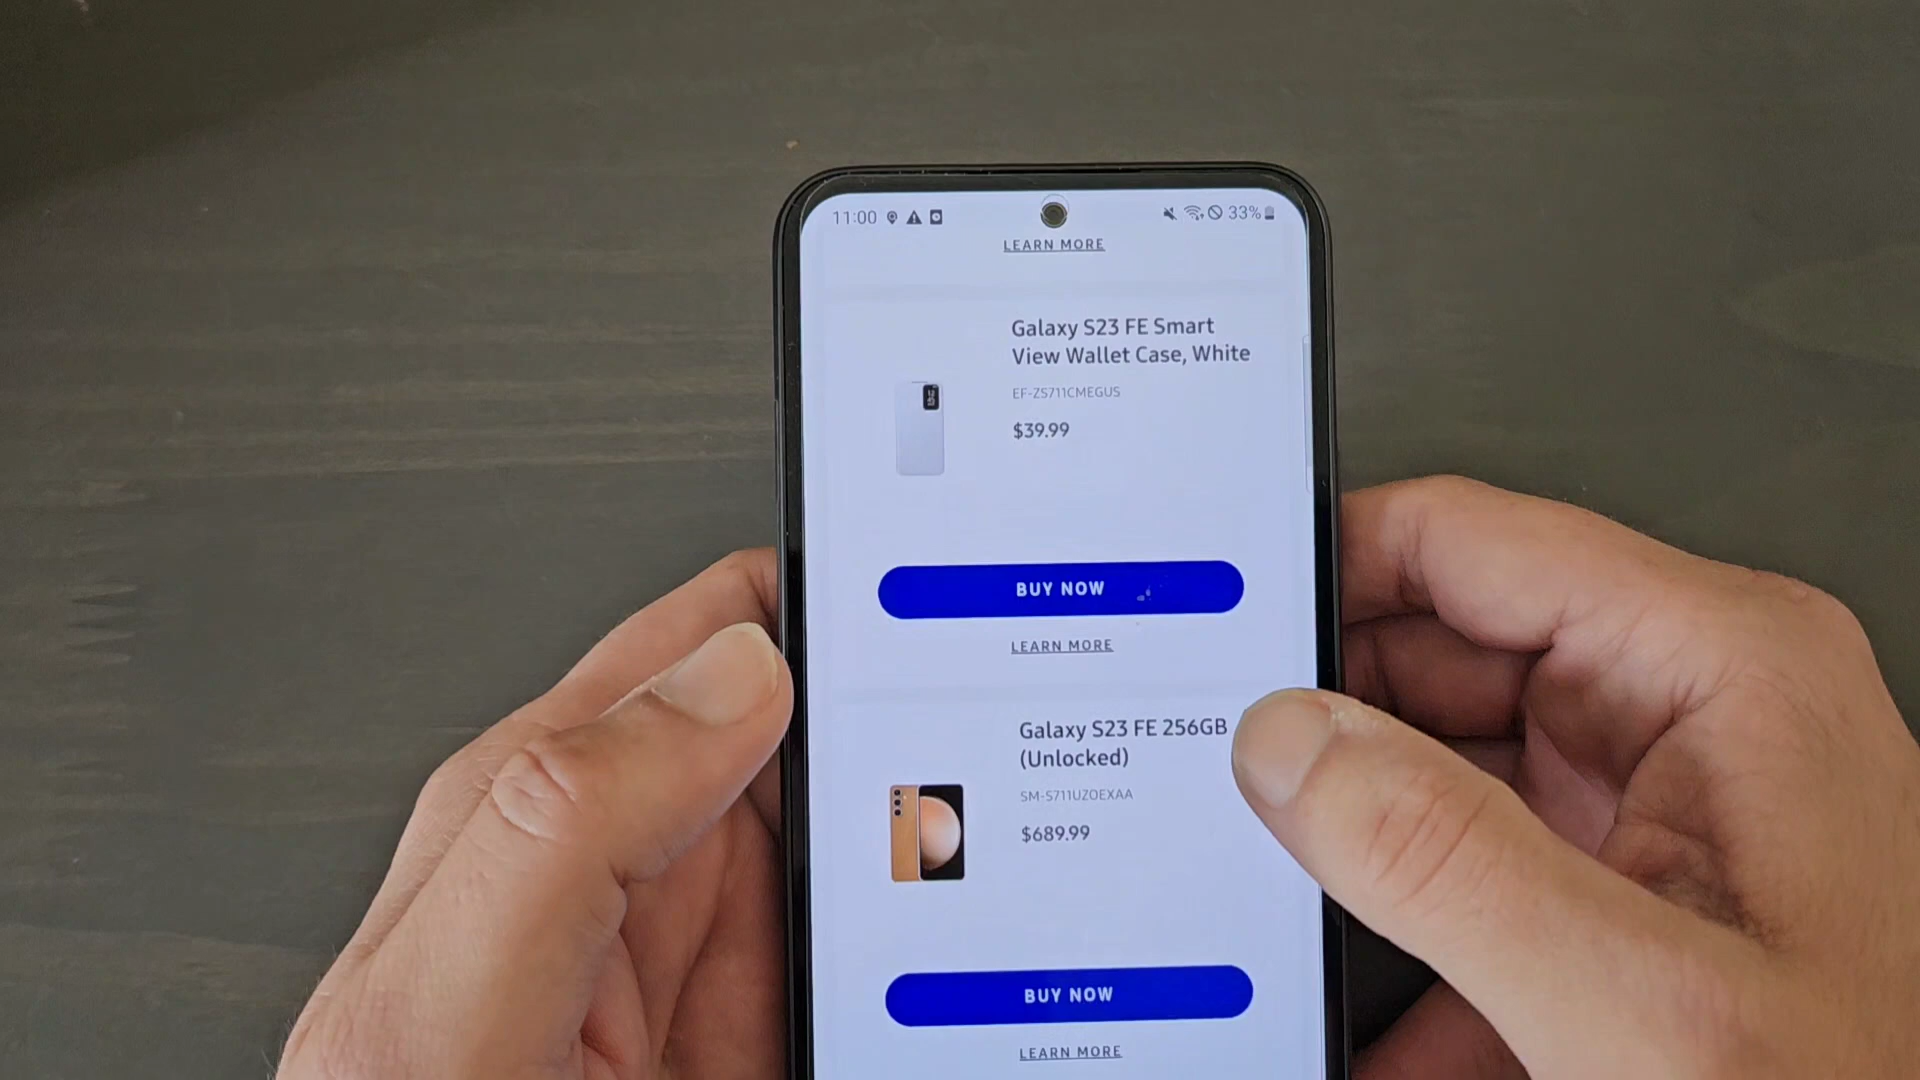 11:00 33%
LEARN MORE
Galaxy S23 FE Smart
View Wallet Case, White
EF-ZS711CMEGUS
$39.99
BUY NOW
LEARN MORE
Galaxy S23 FE 256GB
(Unlocked)
SM-S711UZOEXAA
$689.99
BUY NOW
LEARN MORE